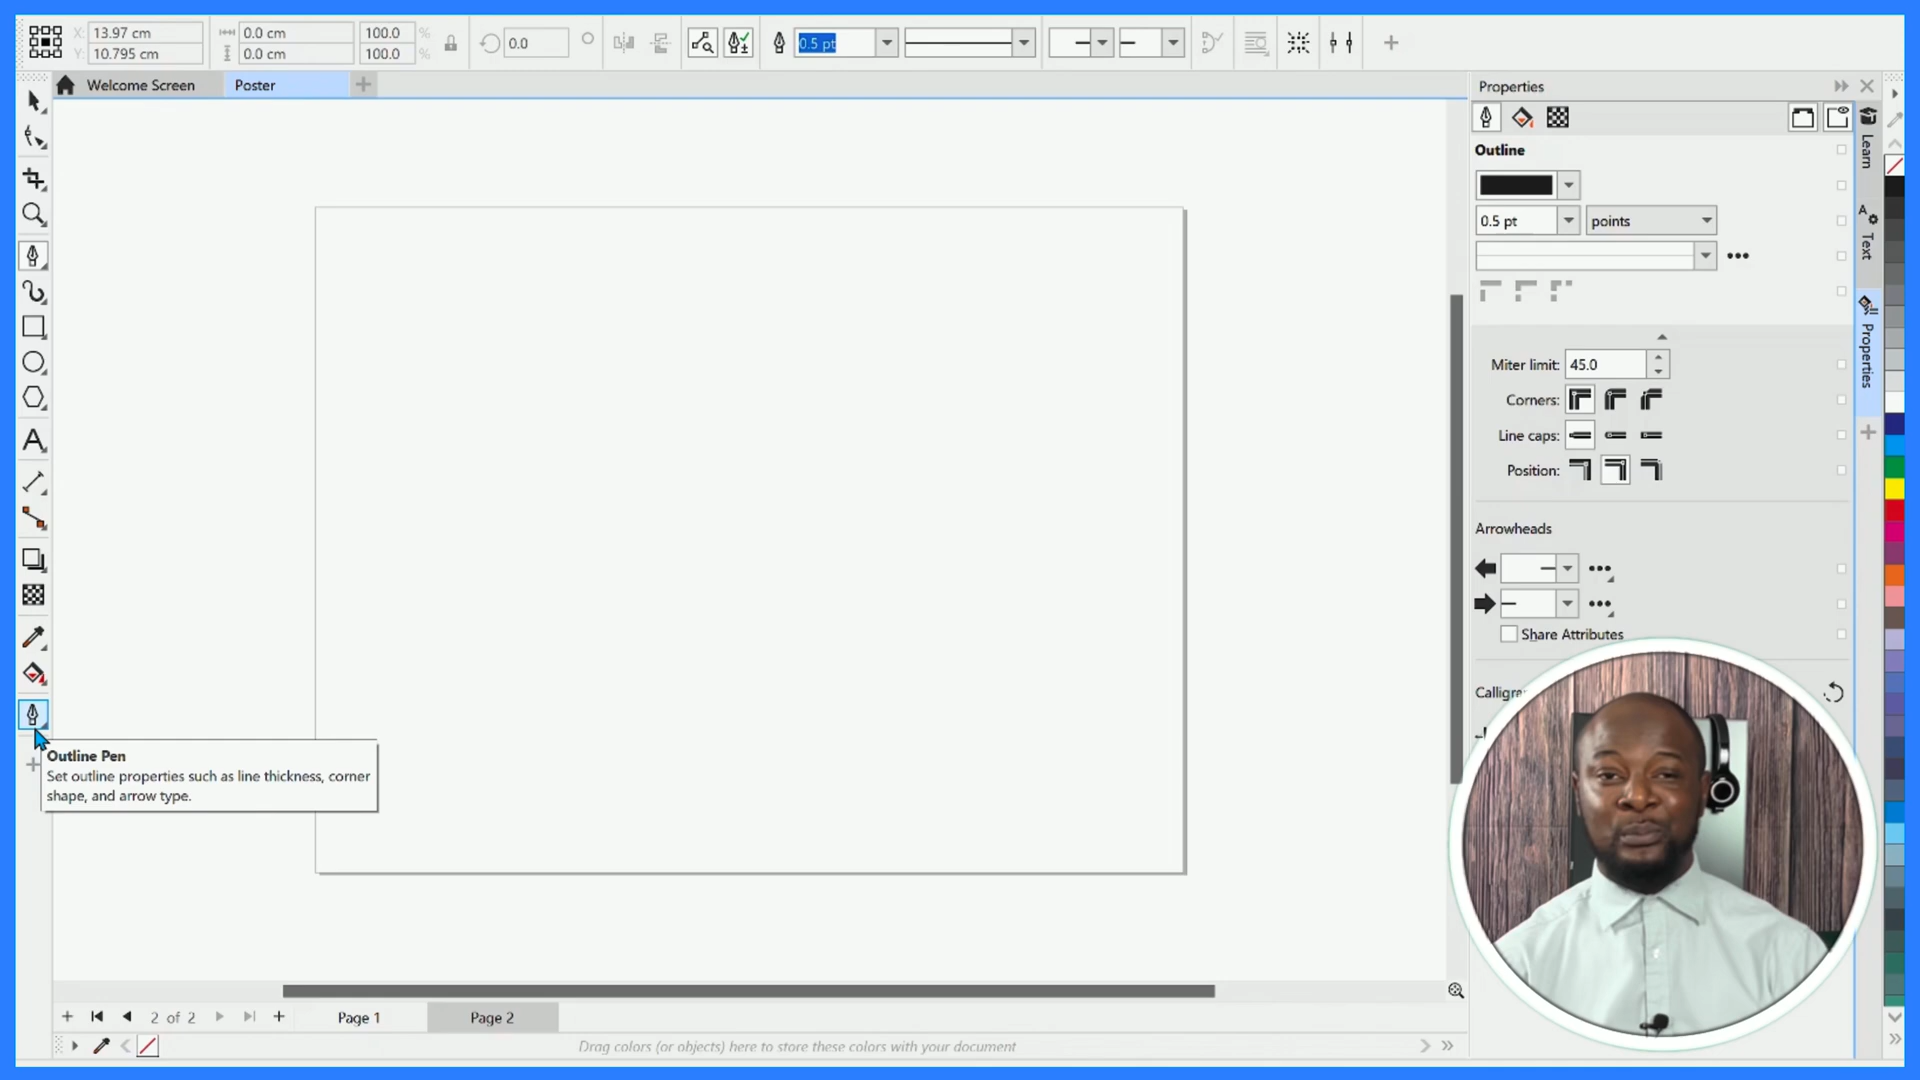 X: 13.97 cm 0.0 cm 100.0 % 0.0 0.5 pt
Y: 10.795 cm 0.0 cm 100.0 %
Welcome Screen Poster
Properties
Learn
Outline
0.5 pt points
Text
Properties
Miter limit: 45.0
Corners:
Line caps:
Position:
A
Arrowheads
Share Attributes
Calligra
Outline Pen
Set outline properties such as line thickness, corner
shape, and arrow type.
2 of 2 Page 1 Page 2
Drag colors (or objects) here to store these colors with your document